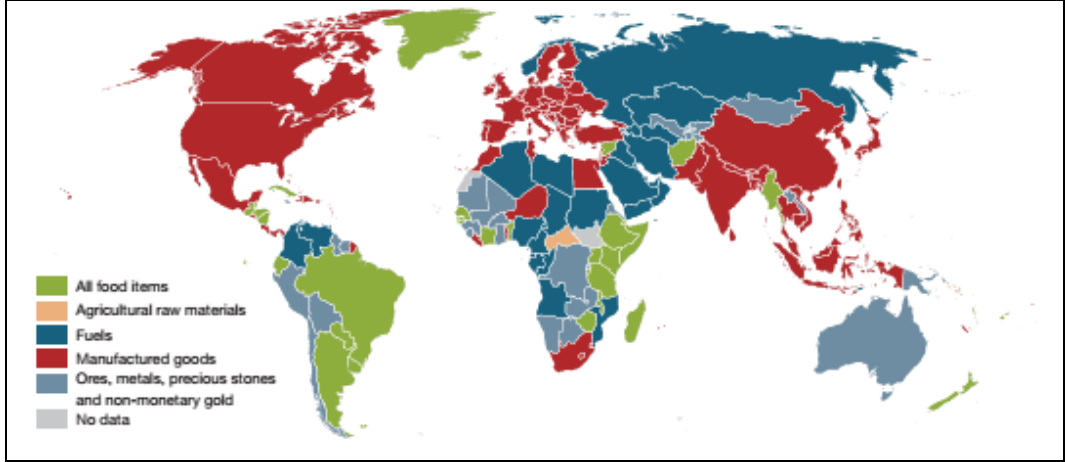 All food items
Agricultural raw materials
Fuels
Manufactured goods
Ores, metals, precious stones
and non-monetary gold
No data